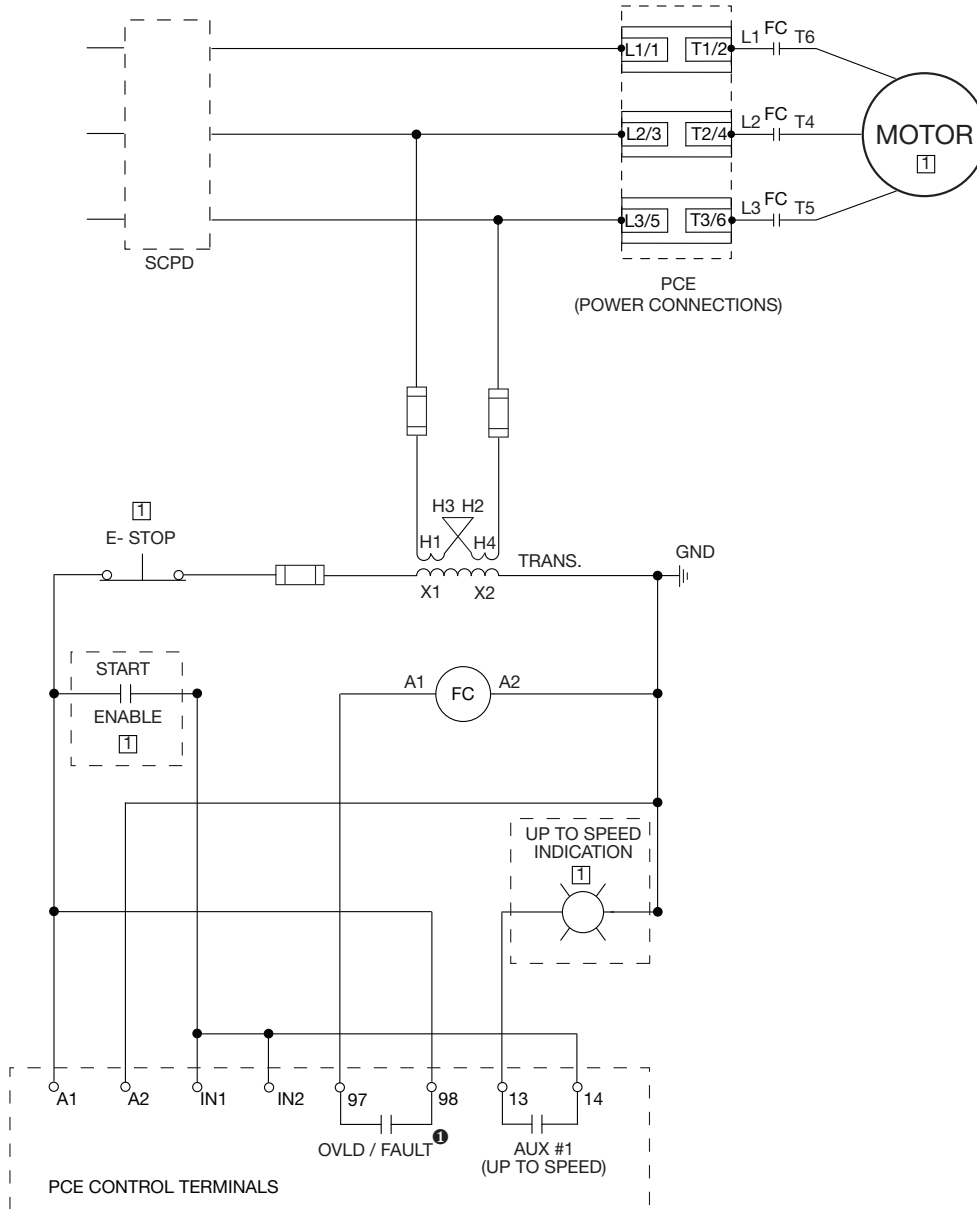 L1/1 T1/2 L1 FC T6
L2/3 T2/4 L2 FC T4
MOTOR
1
L3/5 T3/6 L3 FC T5
SCPD
PCE
(POWER CONNECTIONS)
H3 H2
H1 H4
1
E- STOP
TRANS.
GND
X1 X2
START
ENABLE
1
A1 FC A2
UP TO SPEED
INDICATION
1
A1 A2 IN1 IN2 97 98 13 14
OVLD / FAULT❶
AUX #1
(UP TO SPEED)
PCE CONTROL TERMINALS